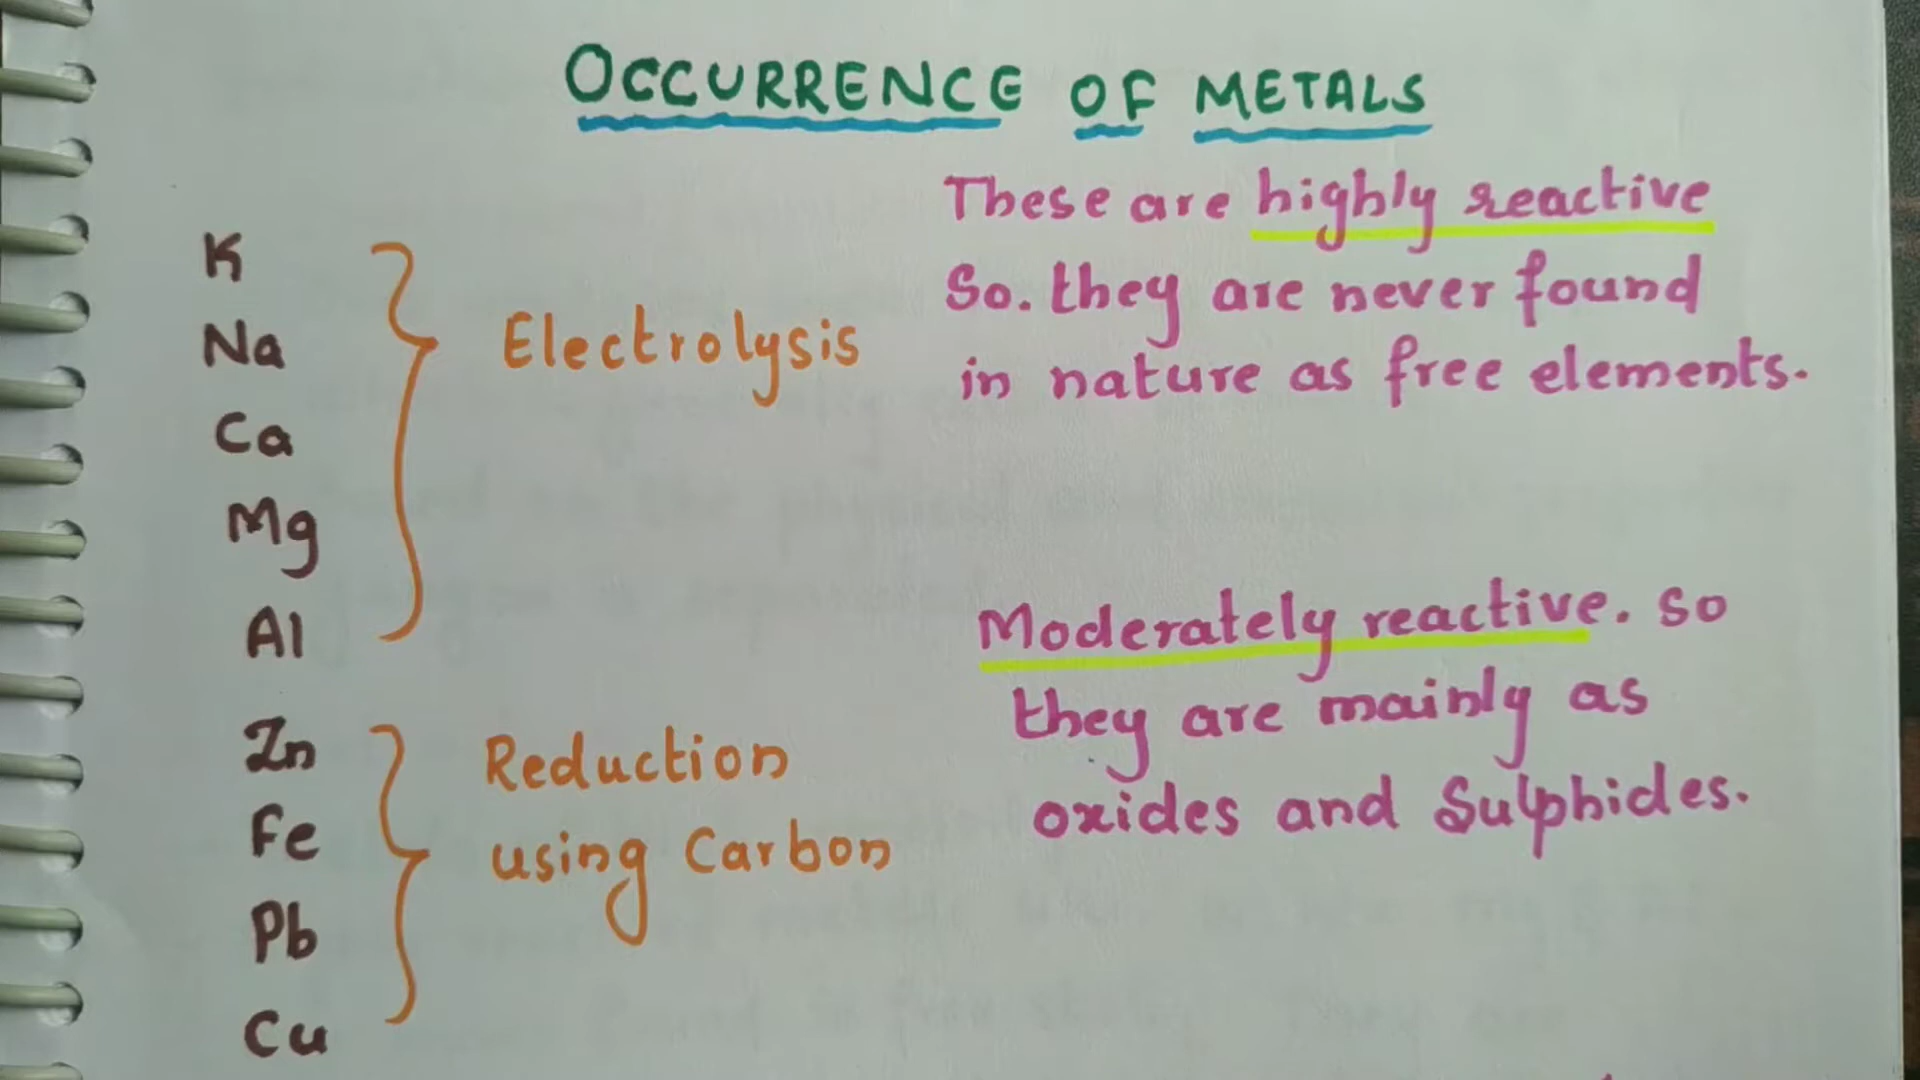 OCCURRENCE OF METALS
These are highly reactive
So. they are never found
in nature as free elements.
K
Na
Ca
Mg
Al
Electrolysis
Moderately reactive. so
they are mainly as
oxides and Sulphides.
Zn
Fe
Pb
Cu
Reduction
using Carbon